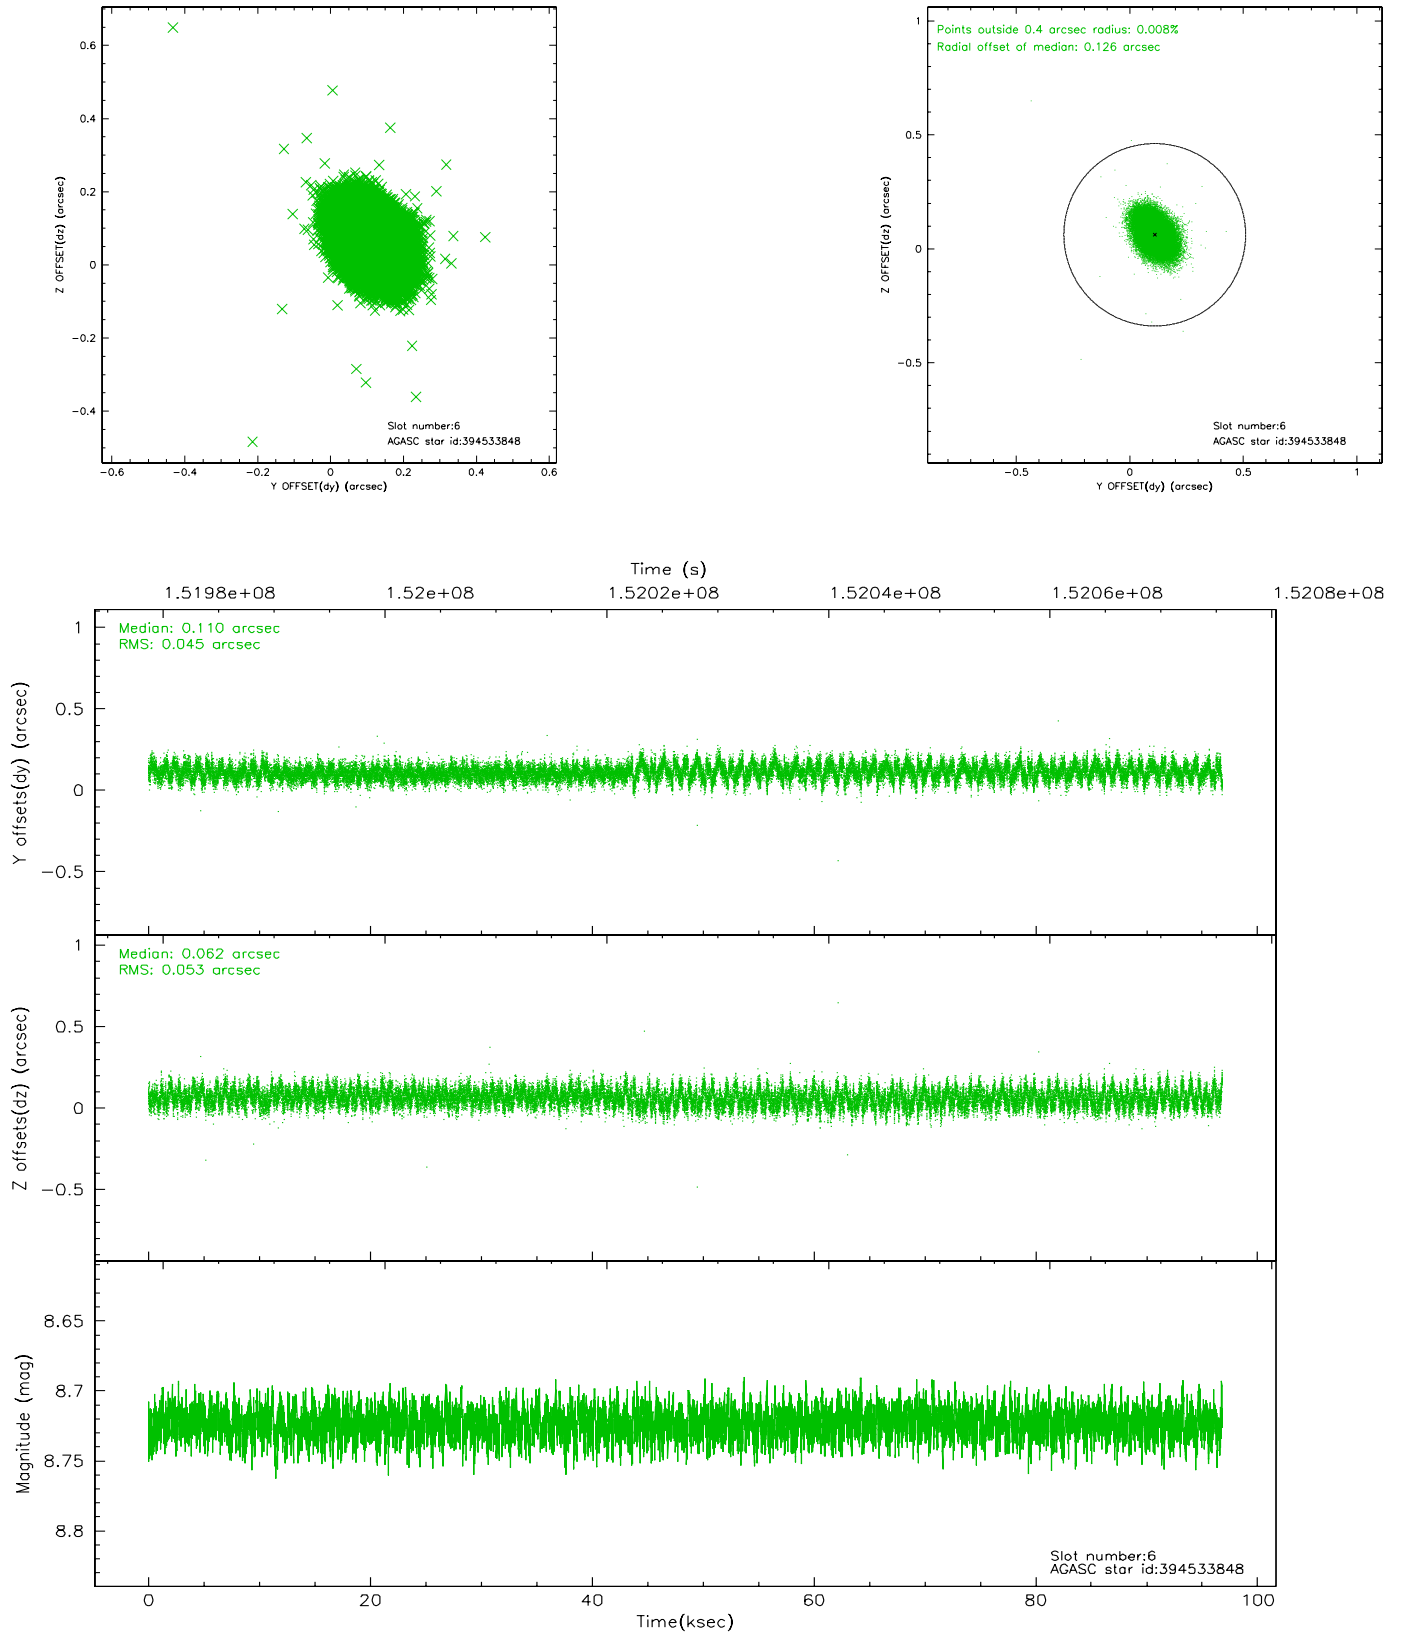 0.6
0.4
0.2
0
−0.2
−0.4
Z OFFSET(dz) (arcsec)
Slot number:6
AGASC star id:394533848
−0.6 −0.4 −0.2 0 0.2 0.4 0.6
Y OFFSET(dy) (arcsec)
Points outside 0.4 arcsec radius: 0.008%
Radial offset of median: 0.126 arcsec
1
0.5
0
−0.5
Z OFFSET(dz) (arcsec)
Slot number:6
AGASC star id:394533848
−0.5 0 0.5 1
Y OFFSET(dy) (arcsec)
Time (s)
1.5198e+08 1.52e+08 1.5202e+08 1.5204e+08 1.5206e+08 1.5208e+08
Median: 0.110 arcsec
RMS: 0.045 arcsec
1
0.5
0
−0.5
Y offsets(dy) (arcsec)
Median: 0.062 arcsec
RMS: 0.053 arcsec
1
0.5
0
−0.5
Z offsets(dz) (arcsec)
8.65
8.7
8.75
8.8
Magnitude (mag)
Slot number:6
AGASC star id:394533848
0 20 40 60 80 100
Time(ksec)